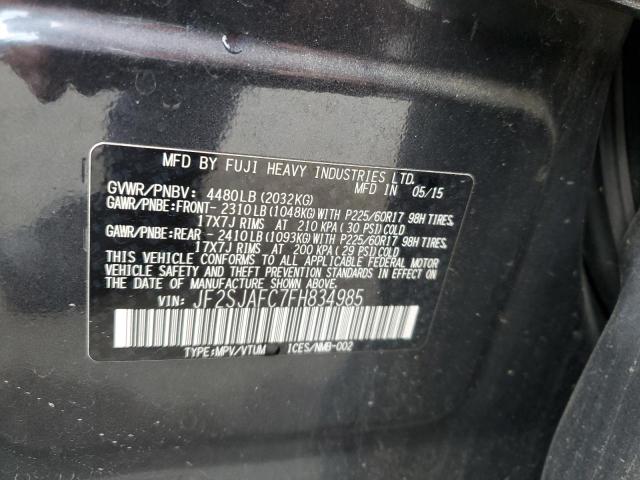 MFD BY FUJI HEAVY INDUSTRIES LTD.
MFD IN 05/15
GVWR/PNBV: 4480LB (2032KG)
GAWR/PNBE:FRONT- 2310LB (1048KG) WITH P225/60R17 98H TIRES,
17X7J RIMS AT 210 KPA (30 PSI) COLD
GAWR/PNBE:REAR - 2410LB (1093KG) WITH P225/60R17 98H TIRES,
17X7J RIMS AT 200 KPA (29 PSI) COLD
THIS VEHICLE CONFORMS TO ALL APPLICABLE FEDERAL MOTOR
VEHICLE SAFETY AND THEFT PREVENTION STANDARDS IN EFFECT ON
THE DATE OF MANUFACTURE SHOWN ABOVE.
VIN: JF2SJAFC7FH834985
TYPE:MPV/VTUM ICES/NMB-002